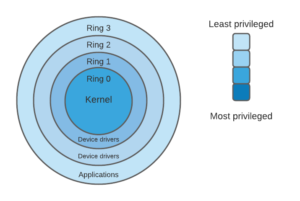 Ring 3
Ring 2
Ring 1
Ring 0
Kernel
Device drivers
Device drivers
Applications
Least privileged
Most privileged